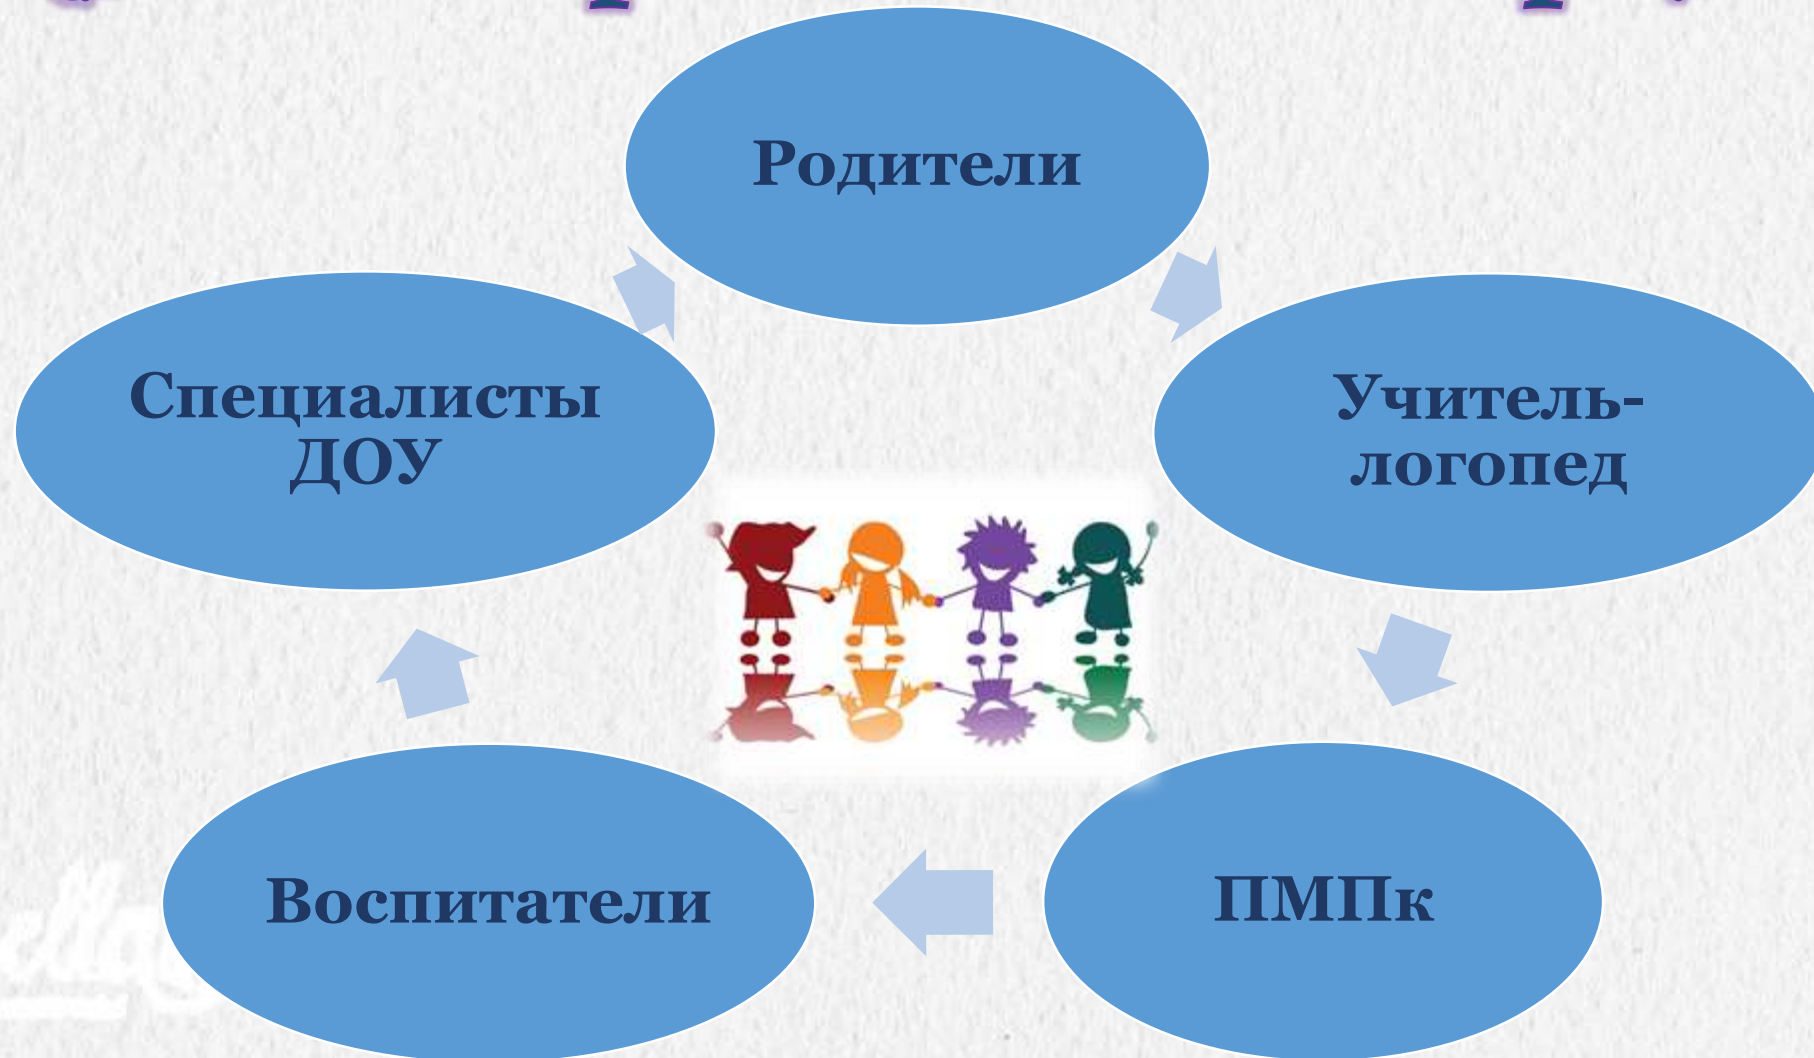 Родители
Специалисты
ДОУ
Учитель-
логопед
Воспитатели
ПМПк